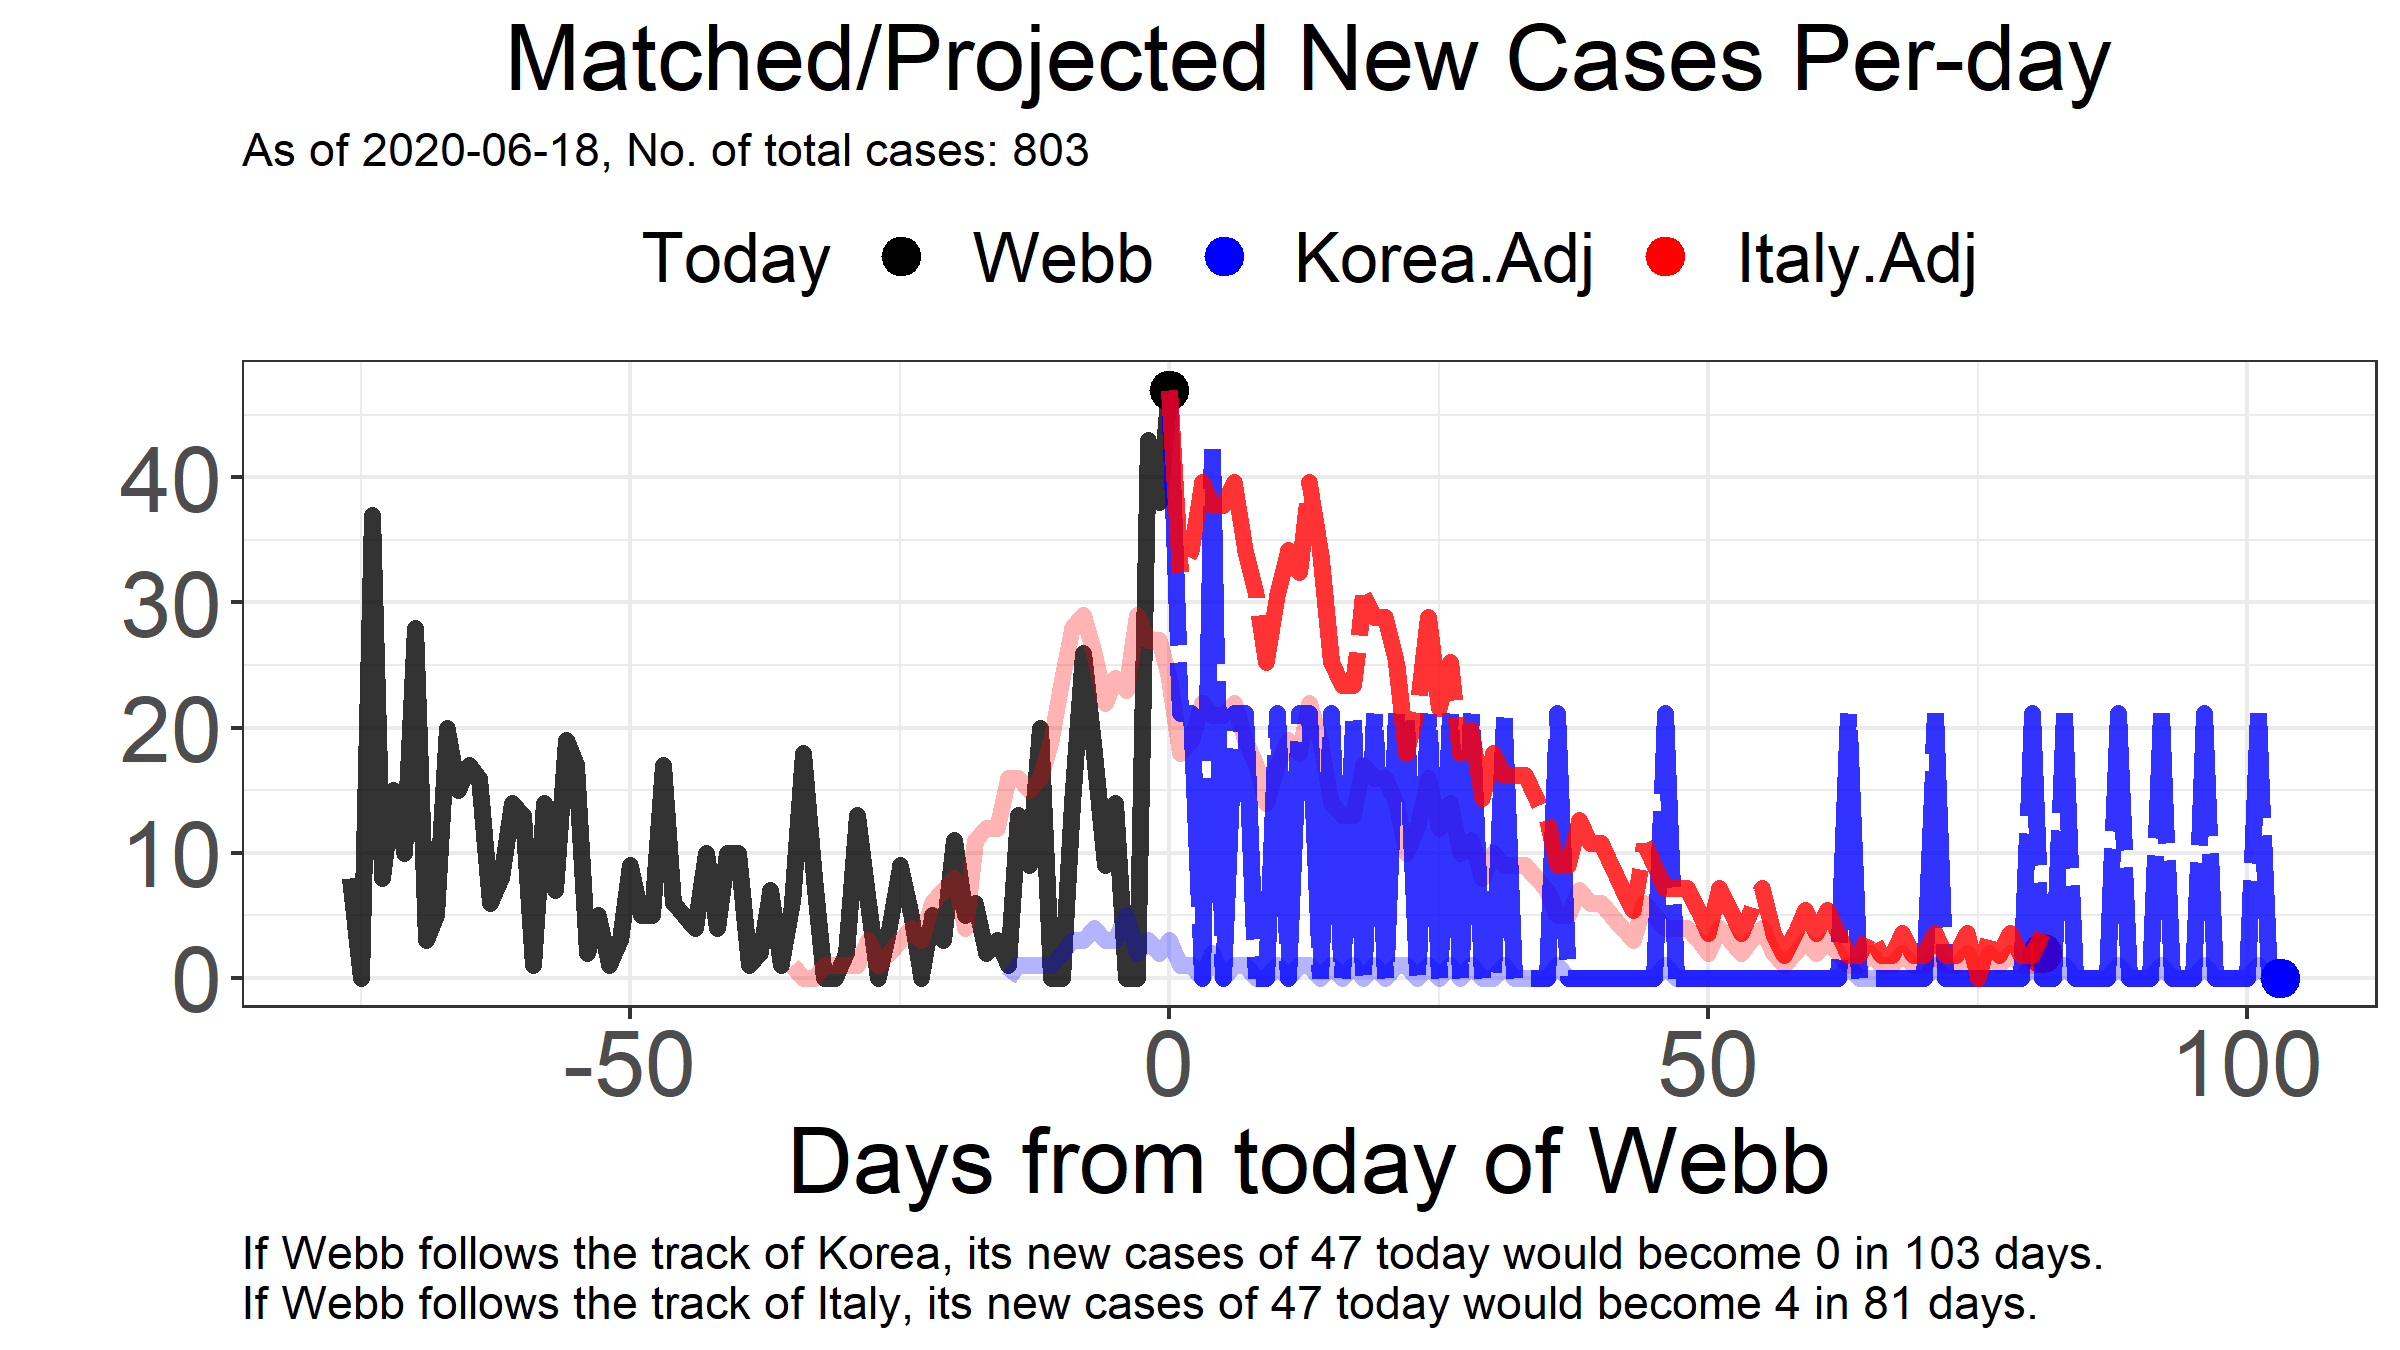 Matched/Projected New Cases Per-day
As of 2020-06-18, No. of total cases: 803
Today Webb Korea.Adj Italy.Adj
40
30
20
10
0
-50 0 50 100
Days from today of Webb
If Webb follows the track of Korea, its new cases of 47 today would become 0 in 103 days.
If Webb follows the track of Italy, its new cases of 47 today would become 4 in 81 days.